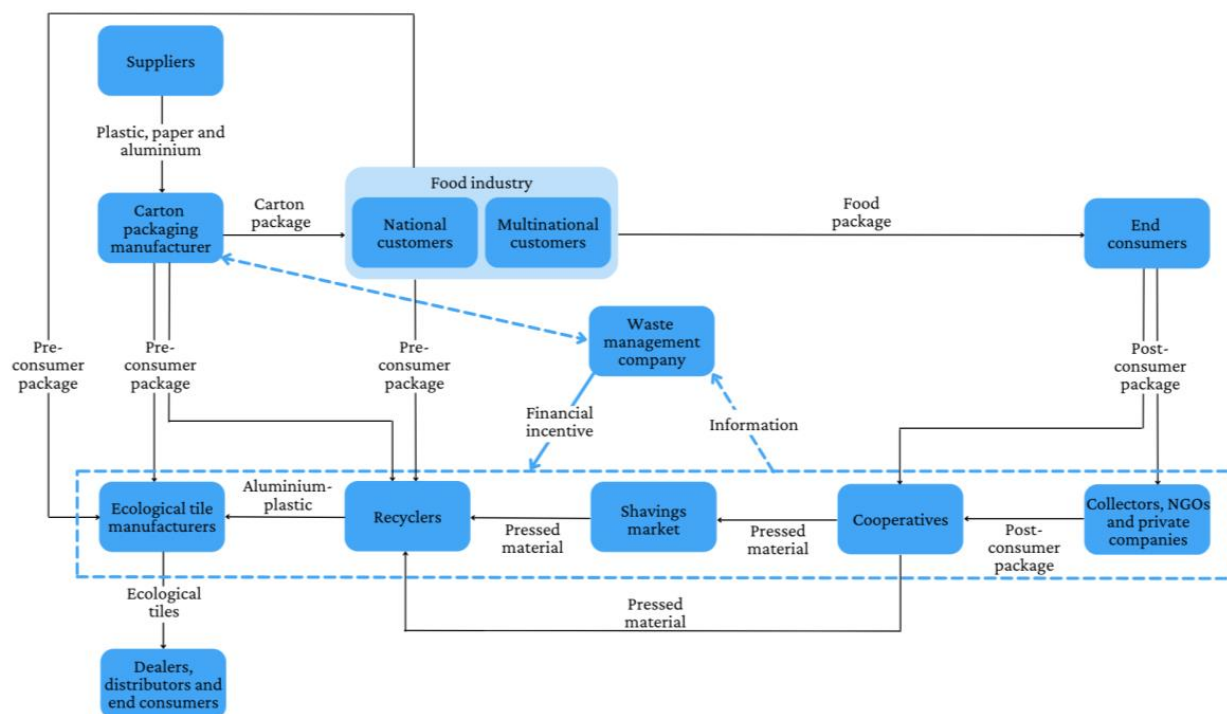 Suppliers
Plastic, paper and
aluminium
Food industry
Carton
packaging
manufacturer
Carton
package
National
customers
Multinational
customers
Food
package
End
consumers
Waste
management
company
Pre-
consumer
package
Pre-
consumer
package
Pre-
consumer
package
Post-
consumer
package
Financial
incentive
Information
Ecological tile
manufacturers
Aluminium-
plastic
Recyclers
Pressed
material
Shavings
market
Pressed
material
Cooperatives
Post-
consumer
package
Collectors, NGOs
and private
companies
Ecological
tiles
Pressed
material
Dealers,
distributors and
end consumers